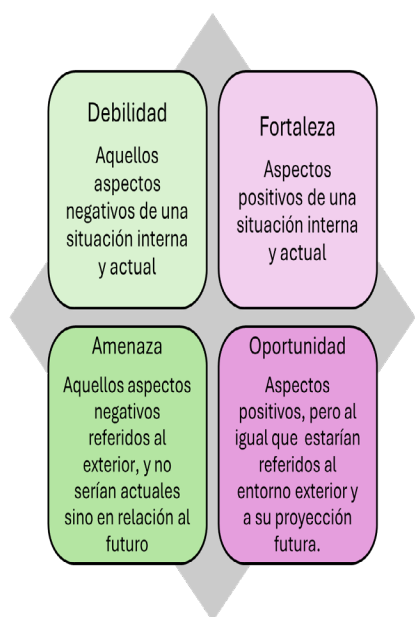 Debilidad
Aquellos
aspectos
negativos de una
situación interna
y actual
Fortaleza
Aspectos
positivos de una
situación interna
y actual
Amenaza
Aquellos aspectos
negativos
referidos al
exterior, y no
serían actuales
sino en relación al
futuro
Oportunidad
Aspectos
positivos, pero al
igual que estarían
referidos al
entorno exterior y
a su proyección
futura.